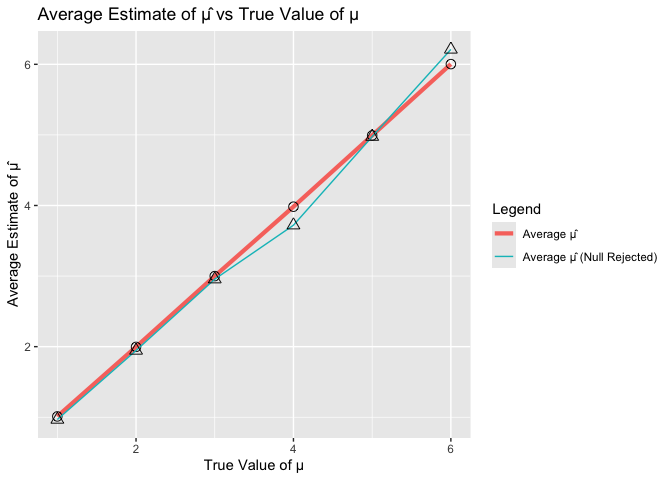 Average Estimate of μ̂ vs True Value of μ
Average Estimate of μ̂
6
4
2
2
4
6
True Value of μ
Legend
Average μ̂
Average μ̂ (Null Rejected)